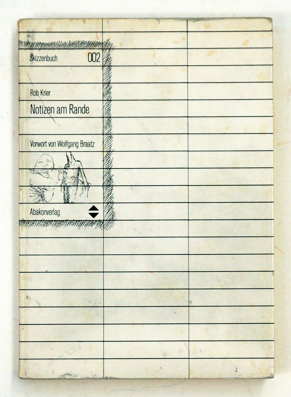 Skizzenbuch 002
Rob Krier
Notizen am Rande
Vorwort von Wolfgang Braatz
Abakonverlag